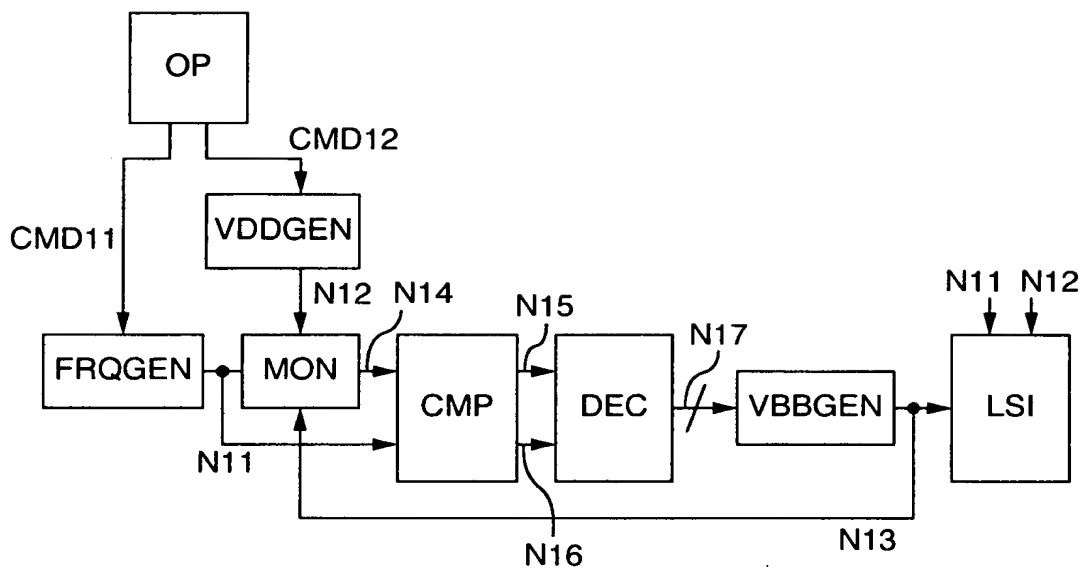 OP
CMD12
VDDGEN
CMD11
N12
N14
N15
N17
N11
N12
FRQGEN
MON
CMP
DEC
VBBGEN
LSI
N11
N16
N13